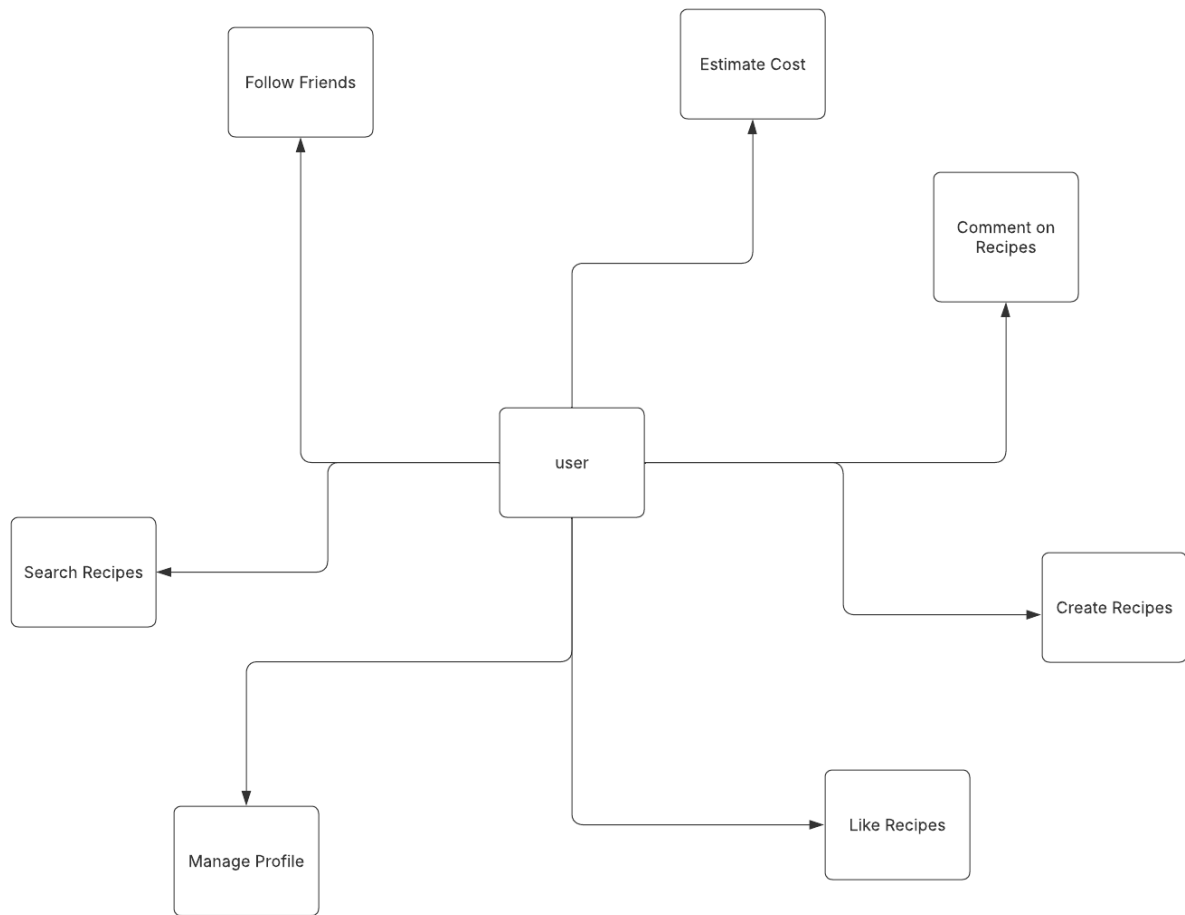 Estimate Cost
Follow Friends
Comment on
Recipes
user
Search Recipes
Create Recipes
Like Recipes
Manage Profile